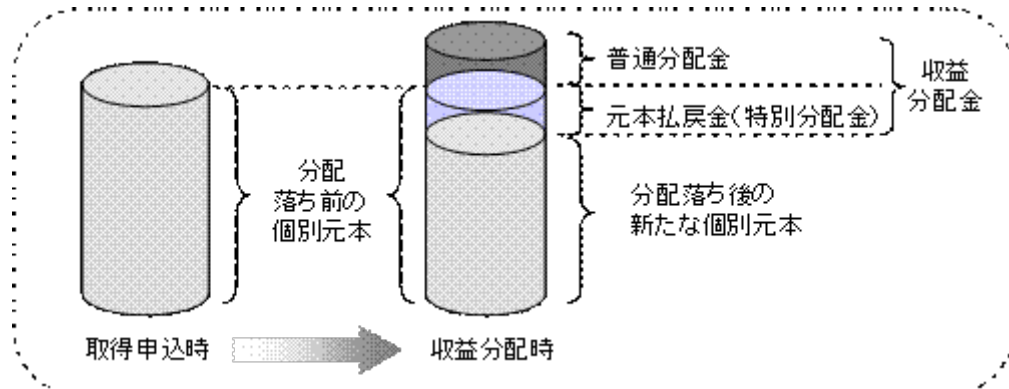 普通分配金
収益
分配金
元本払戻金(特別分配金)
分配
落ち前の
個別元本
分配落ち後の
新たな個別元本
取得申込時
収益分配時